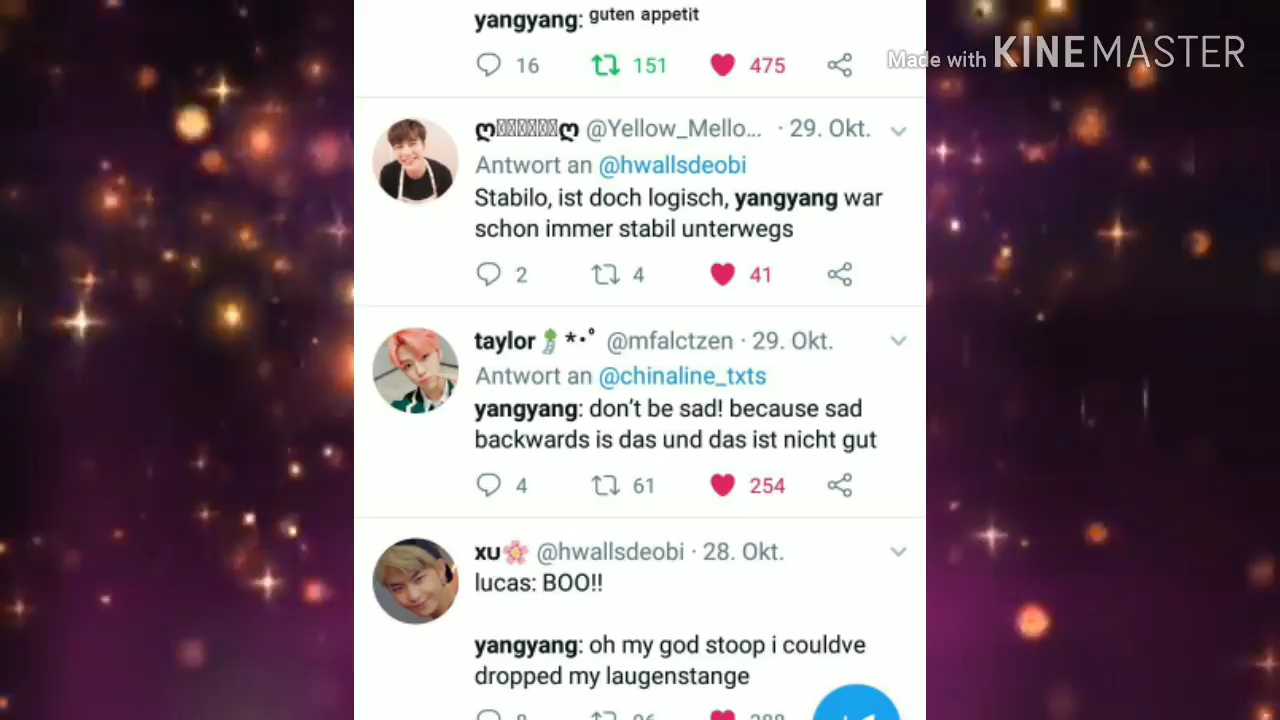 yangyang: guten appetit
16 151 475
Made with KINEMASTER
ღ ღ @Yellow_Mello... · 29. Okt.
Antwort an @hwallsdeobi
Stabilo, ist doch logisch, yangyang war
schon immer stabil unterwegs
2 4 41
taylor *•˚ @mfalctzen · 29. Okt.
Antwort an @chinaline_txts
yangyang: don’t be sad! because sad
backwards is das und das ist nicht gut
4 61 254
xu🌸 @hwallsdeobi · 28. Okt.
lucas: BOO!!
yangyang: oh my god stoop i couldve
dropped my laugenstange